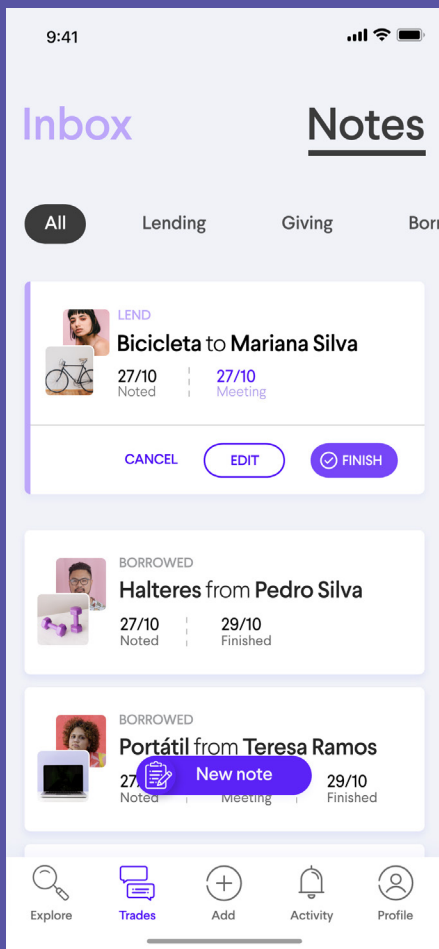 9:41
Inbox Notes
All Lending Giving
LEND
Bicicleta to Mariana Silva
27/10 27/10
Noted Meeting
CANCEL EDIT FINISH
BORROWED
Halteres from Pedro Silva
27/10 29/10
Noted Finished
BORROWED
Portátil from Teresa Ramos
New note
29/10
Noted Meeting Finished
Explore Trades Add Activity Profile